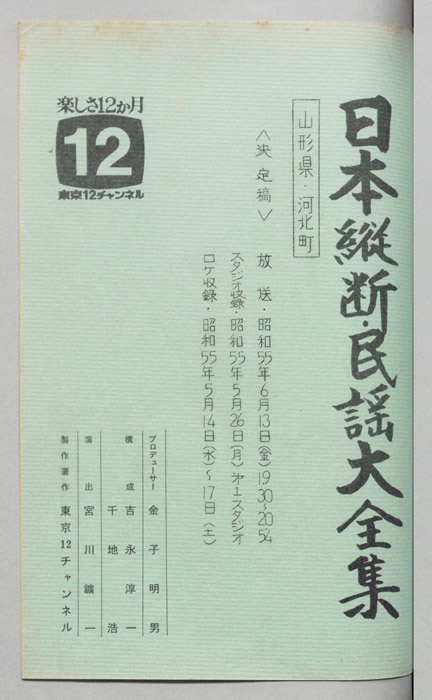 日本縦断・民謡大全集
山形県・河北町
＜決定稿＞
放送・昭和55年6月13日(金)19.30～20.54
スタジオ収録・昭和55年5月26日(月)オ1スタジオ
ロケ収録・昭和55年5月14日(水)～17日(土)
楽しさ12か月
12
東京12チャンネル
プロデューサー 金子明男
構成 吉永淳一
千地浩
演出 宮川鑛一
製作著作 東京12チャンネル